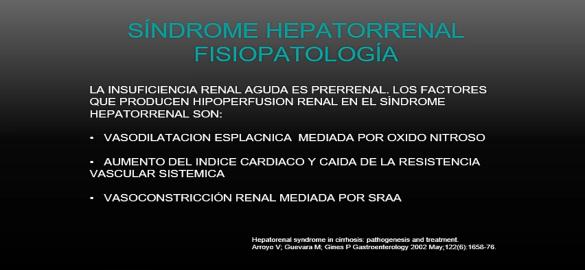 SÍNDROME HEPATORRENAL
FISIOPATOLOGÍA
LA INSUFICIENCIA RENAL AGUDA ES PRERRENAL. LOS FACTORES
QUE PRODUCEN HIPOPERFUSION RENAL EN EL SÍNDROME
HEPATORRENAL SON:
• VASODILATACION ESPLACNICA MEDIADA POR OXIDO NITROSO
• AUMENTO DEL INDICE CARDIACO Y CAIDA DE LA RESISTENCIA
VASCULAR SISTEMICA
• VASOCONSTRICCIÓN RENAL MEDIADA POR SRAA
Hepatorenal syndrome in cirrhosis: pathogenesis and treatment.
Arroyo V; Guevara M; Gines P Gastroenterology 2002 May;122(6):1658-76.